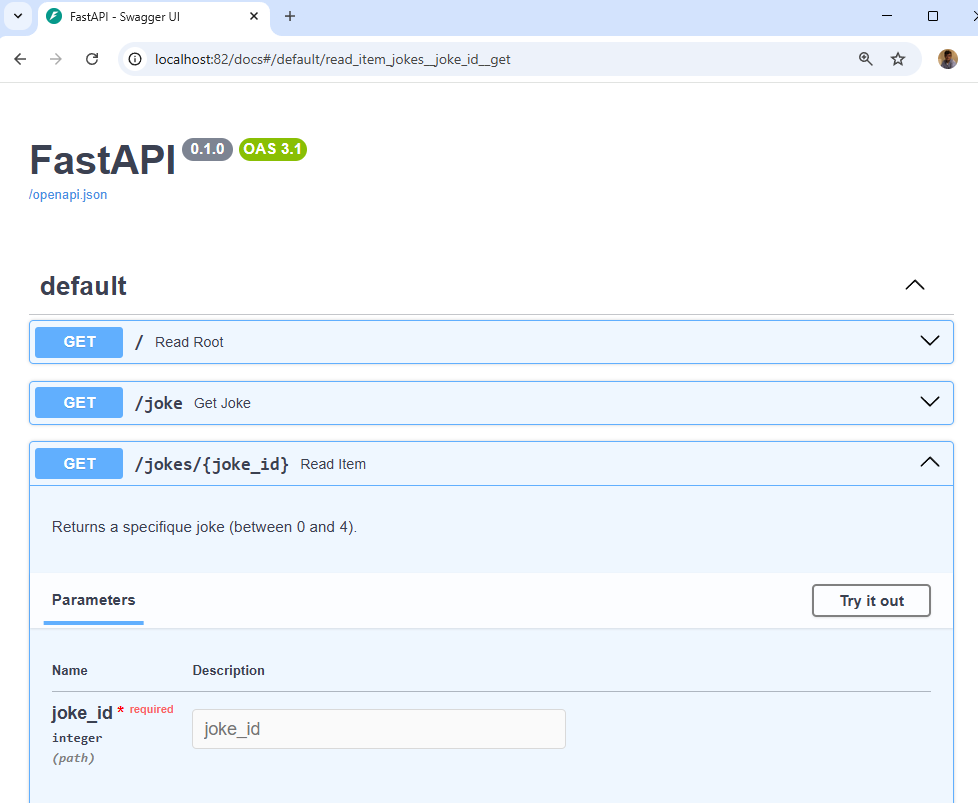 FastAPI - Swagger UI
localhost:82/docs#/default/read_item_jokes__joke_id__get
FastAPI 0.1.0 OAS 3.1
/openapi.json
default
GET / Read Root
GET /joke Get Joke
GET /jokes/{joke_id} Read Item
Returns a specifique joke (between 0 and 4).
Parameters Try it out
Name Description
joke_id * required joke_id
integer
(path)